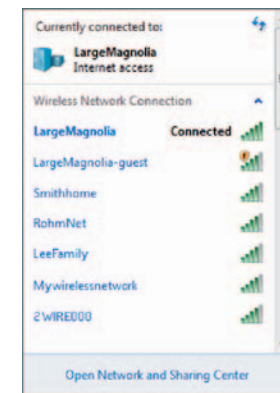 Currently connected to:
LargeMagnolia
Internet access
Wireless Network Connection
LargeMagnolia Connected
LargeMagnolia-guest
Smithhome
RohmNet
LeeFamily
Mywirelessnetwork
2WIRE000
Open Network and Sharing Center